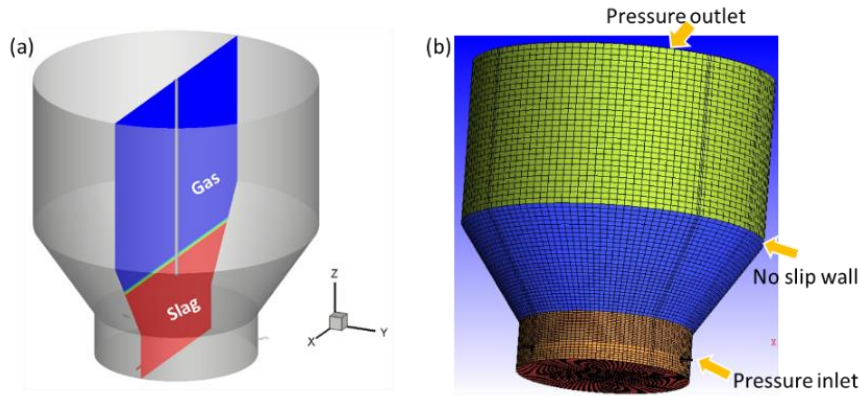 (a)
Gas
Slag
Z
X
Y
(b)
Pressure outlet
No slip wall
X
Pressure inlet